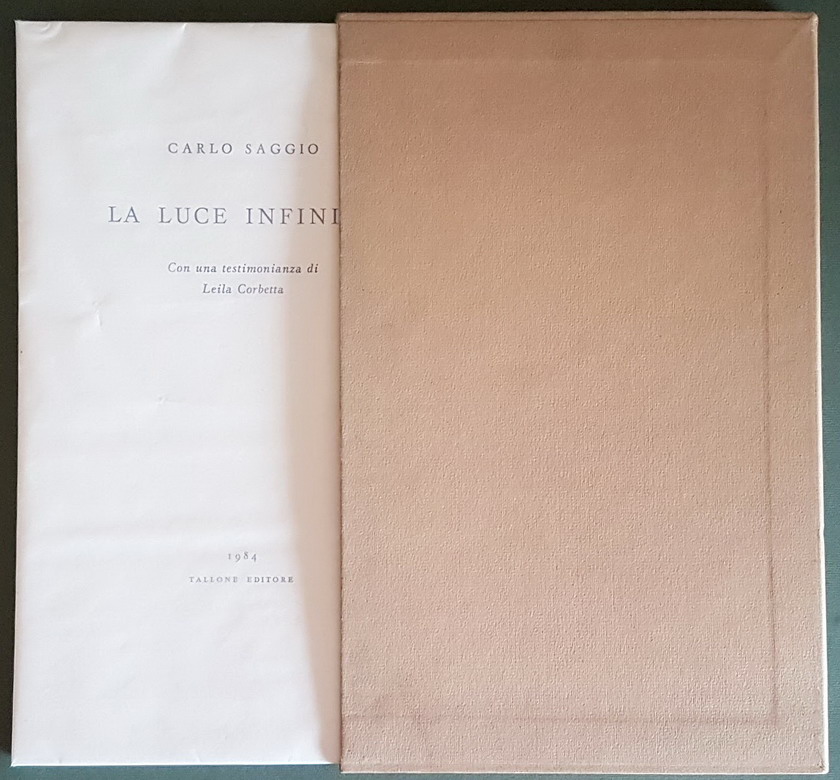 CARLO SAGGIO
LA LUCE INFINI
Con una testimonianza di
Leila Corbetta
1984
TALLONE EDITORE